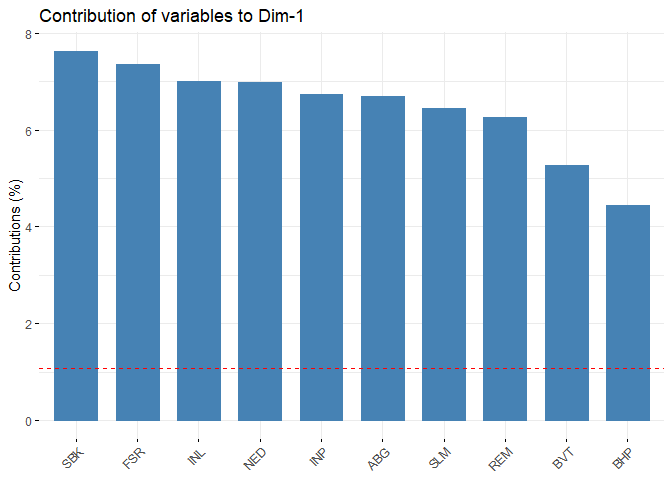 Contribution of variables to Dim-1
Contributions (%)
8
6
4
2
0
SBK FSR INL NED INP ABG SLM REM BVT BHP